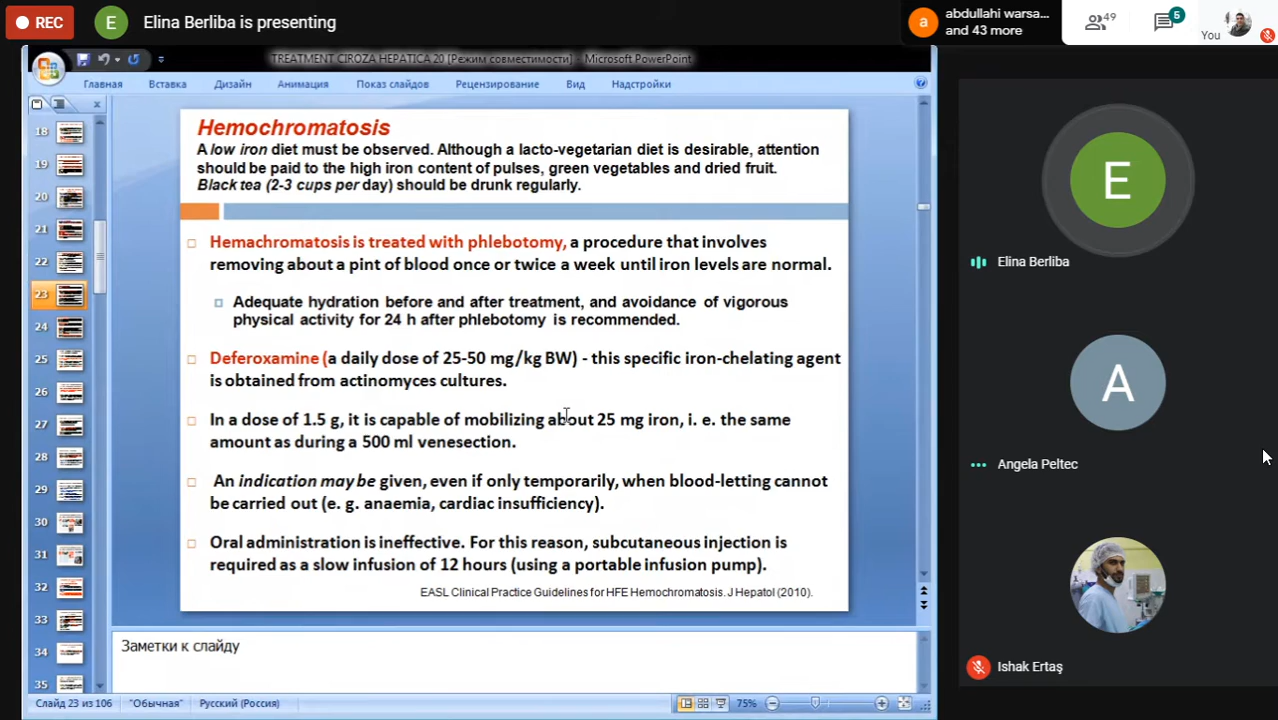 REC
E
Elina Berliba is presenting
a
abdullahi warsa...
and 43 more
49
5
You
TREATMENT CIROZA HEPATICA 20 [Режим совместимости] - Microsoft PowerPoint
Главная
Вставка
Дизайн
Анимация
Показ слайдов
Рецензирование
Вид
Надстройки
18
19
20
21
22
23
24
25
26
27
28
29
30
31
32
33
34
35
Hemochromatosis
A low iron diet must be observed. Although a lacto-vegetarian diet is desirable, attention
should be paid to the high iron content of pulses, green vegetables and dried fruit.
Black tea (2-3 cups per day) should be drunk regularly.
Hemachromatosis is treated with phlebotomy, a procedure that involves
removing about a pint of blood once or twice a week until iron levels are normal.
Adequate hydration before and after treatment, and avoidance of vigorous
physical activity for 24 h after phlebotomy is recommended.
Deferoxamine (a daily dose of 25-50 mg/kg BW) - this specific iron-chelating agent
is obtained from actinomyces cultures.
In a dose of 1.5 g, it is capable of mobilizing about 25 mg iron, i. e. the same
amount as during a 500 ml venesection.
An indication may be given, even if only temporarily, when blood-letting cannot
be carried out (e. g. anaemia, cardiac insufficiency).
Oral administration is ineffective. For this reason, subcutaneous injection is
required as a slow infusion of 12 hours (using a portable infusion pump).
EASL Clinical Practice Guidelines for HFE Hemochromatosis. J Hepatol (2010).
Заметки к слайду
Слайд 23 из 106
"Обычная"
Русский (Россия)
75%
E
Elina Berliba
A
Angela Peltec
Ishak Ertaş